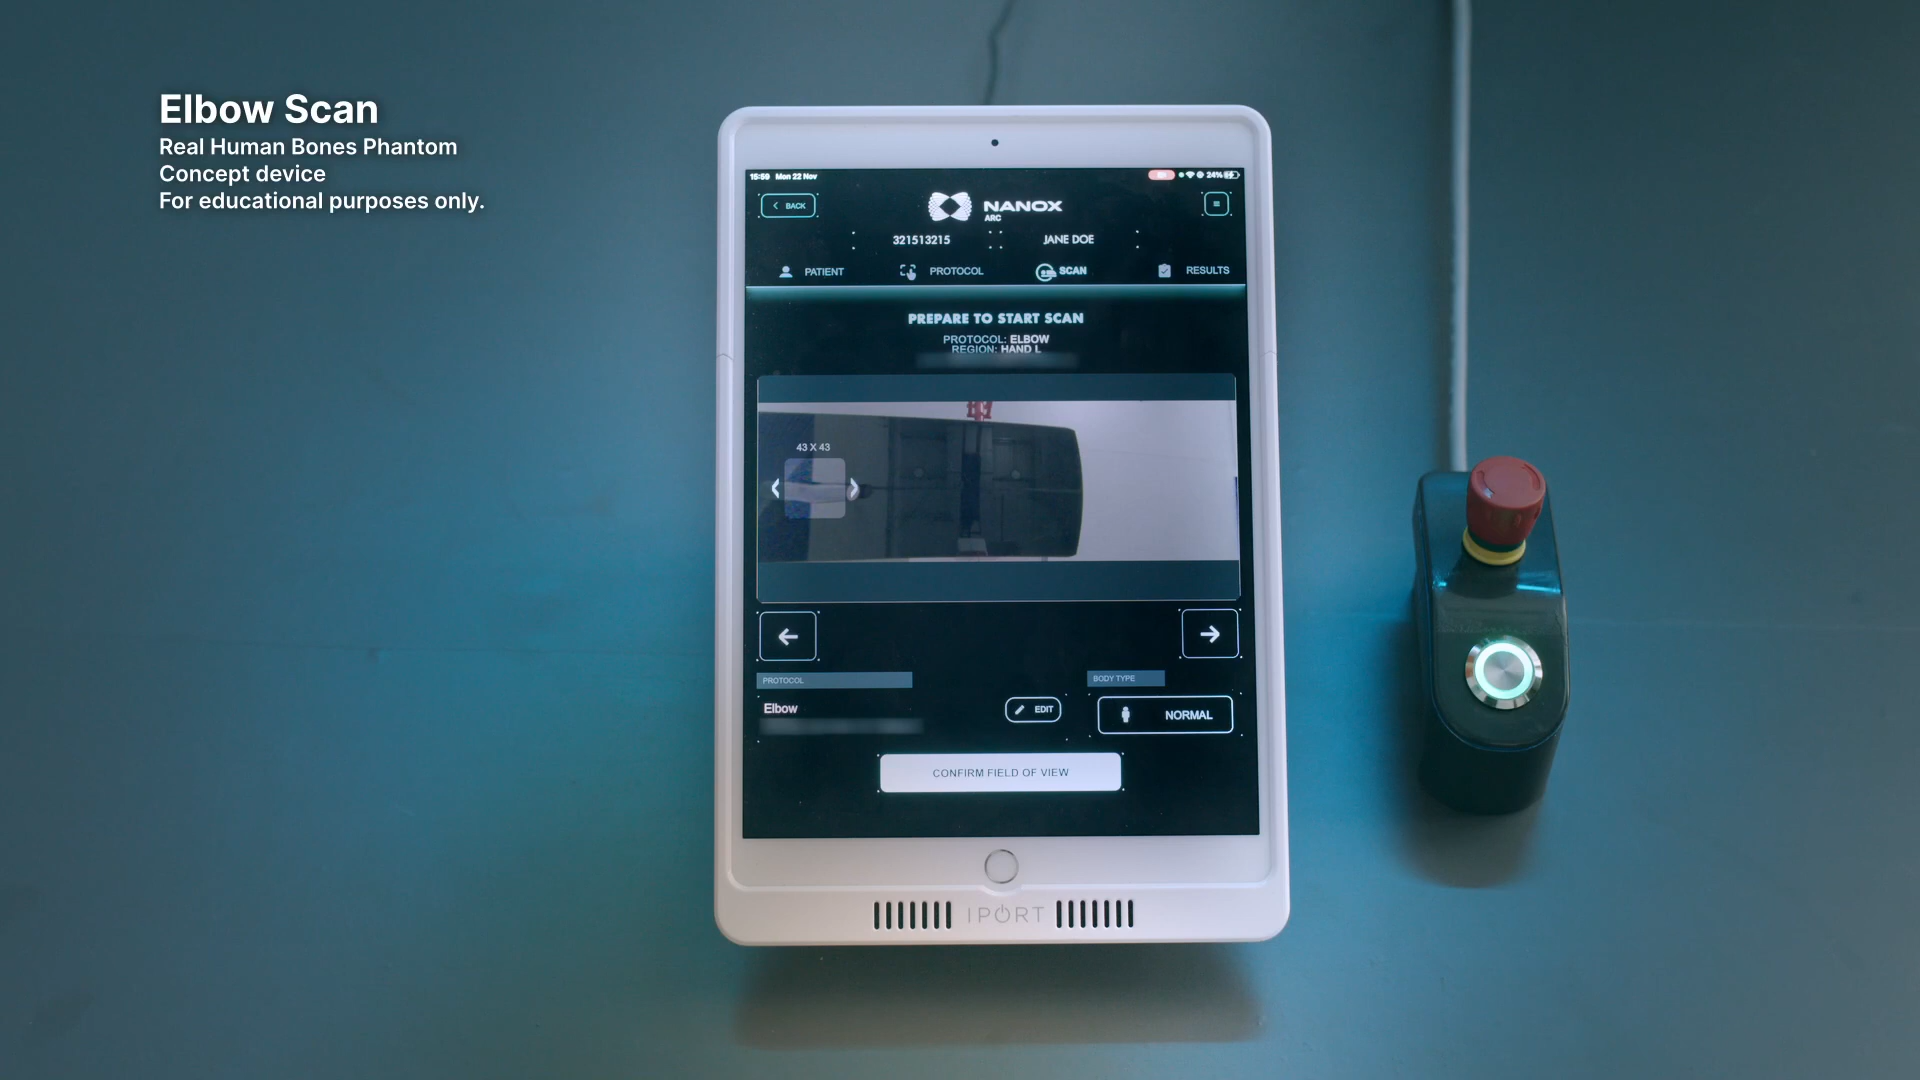 Elbow Scan
Real Human Bones Phantom
Concept device
For educational purposes only.
15:59 Mon 22 Nov
24%
BACK
NANOX
ARC
321513215
JANE DOE
PATIENT
PROTOCOL
SCAN
RESULTS
PREPARE TO START SCAN
PROTOCOL: ELBOW
REGION: HAND L
43 X 43
PROTOCOL
BODY TYPE
Elbow
EDIT
NORMAL
CONFIRM FIELD OF VIEW
IPORT